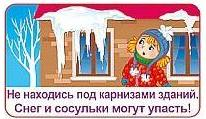 Не находись под карнизами зданий.
Снег и сосульки могут упасть!